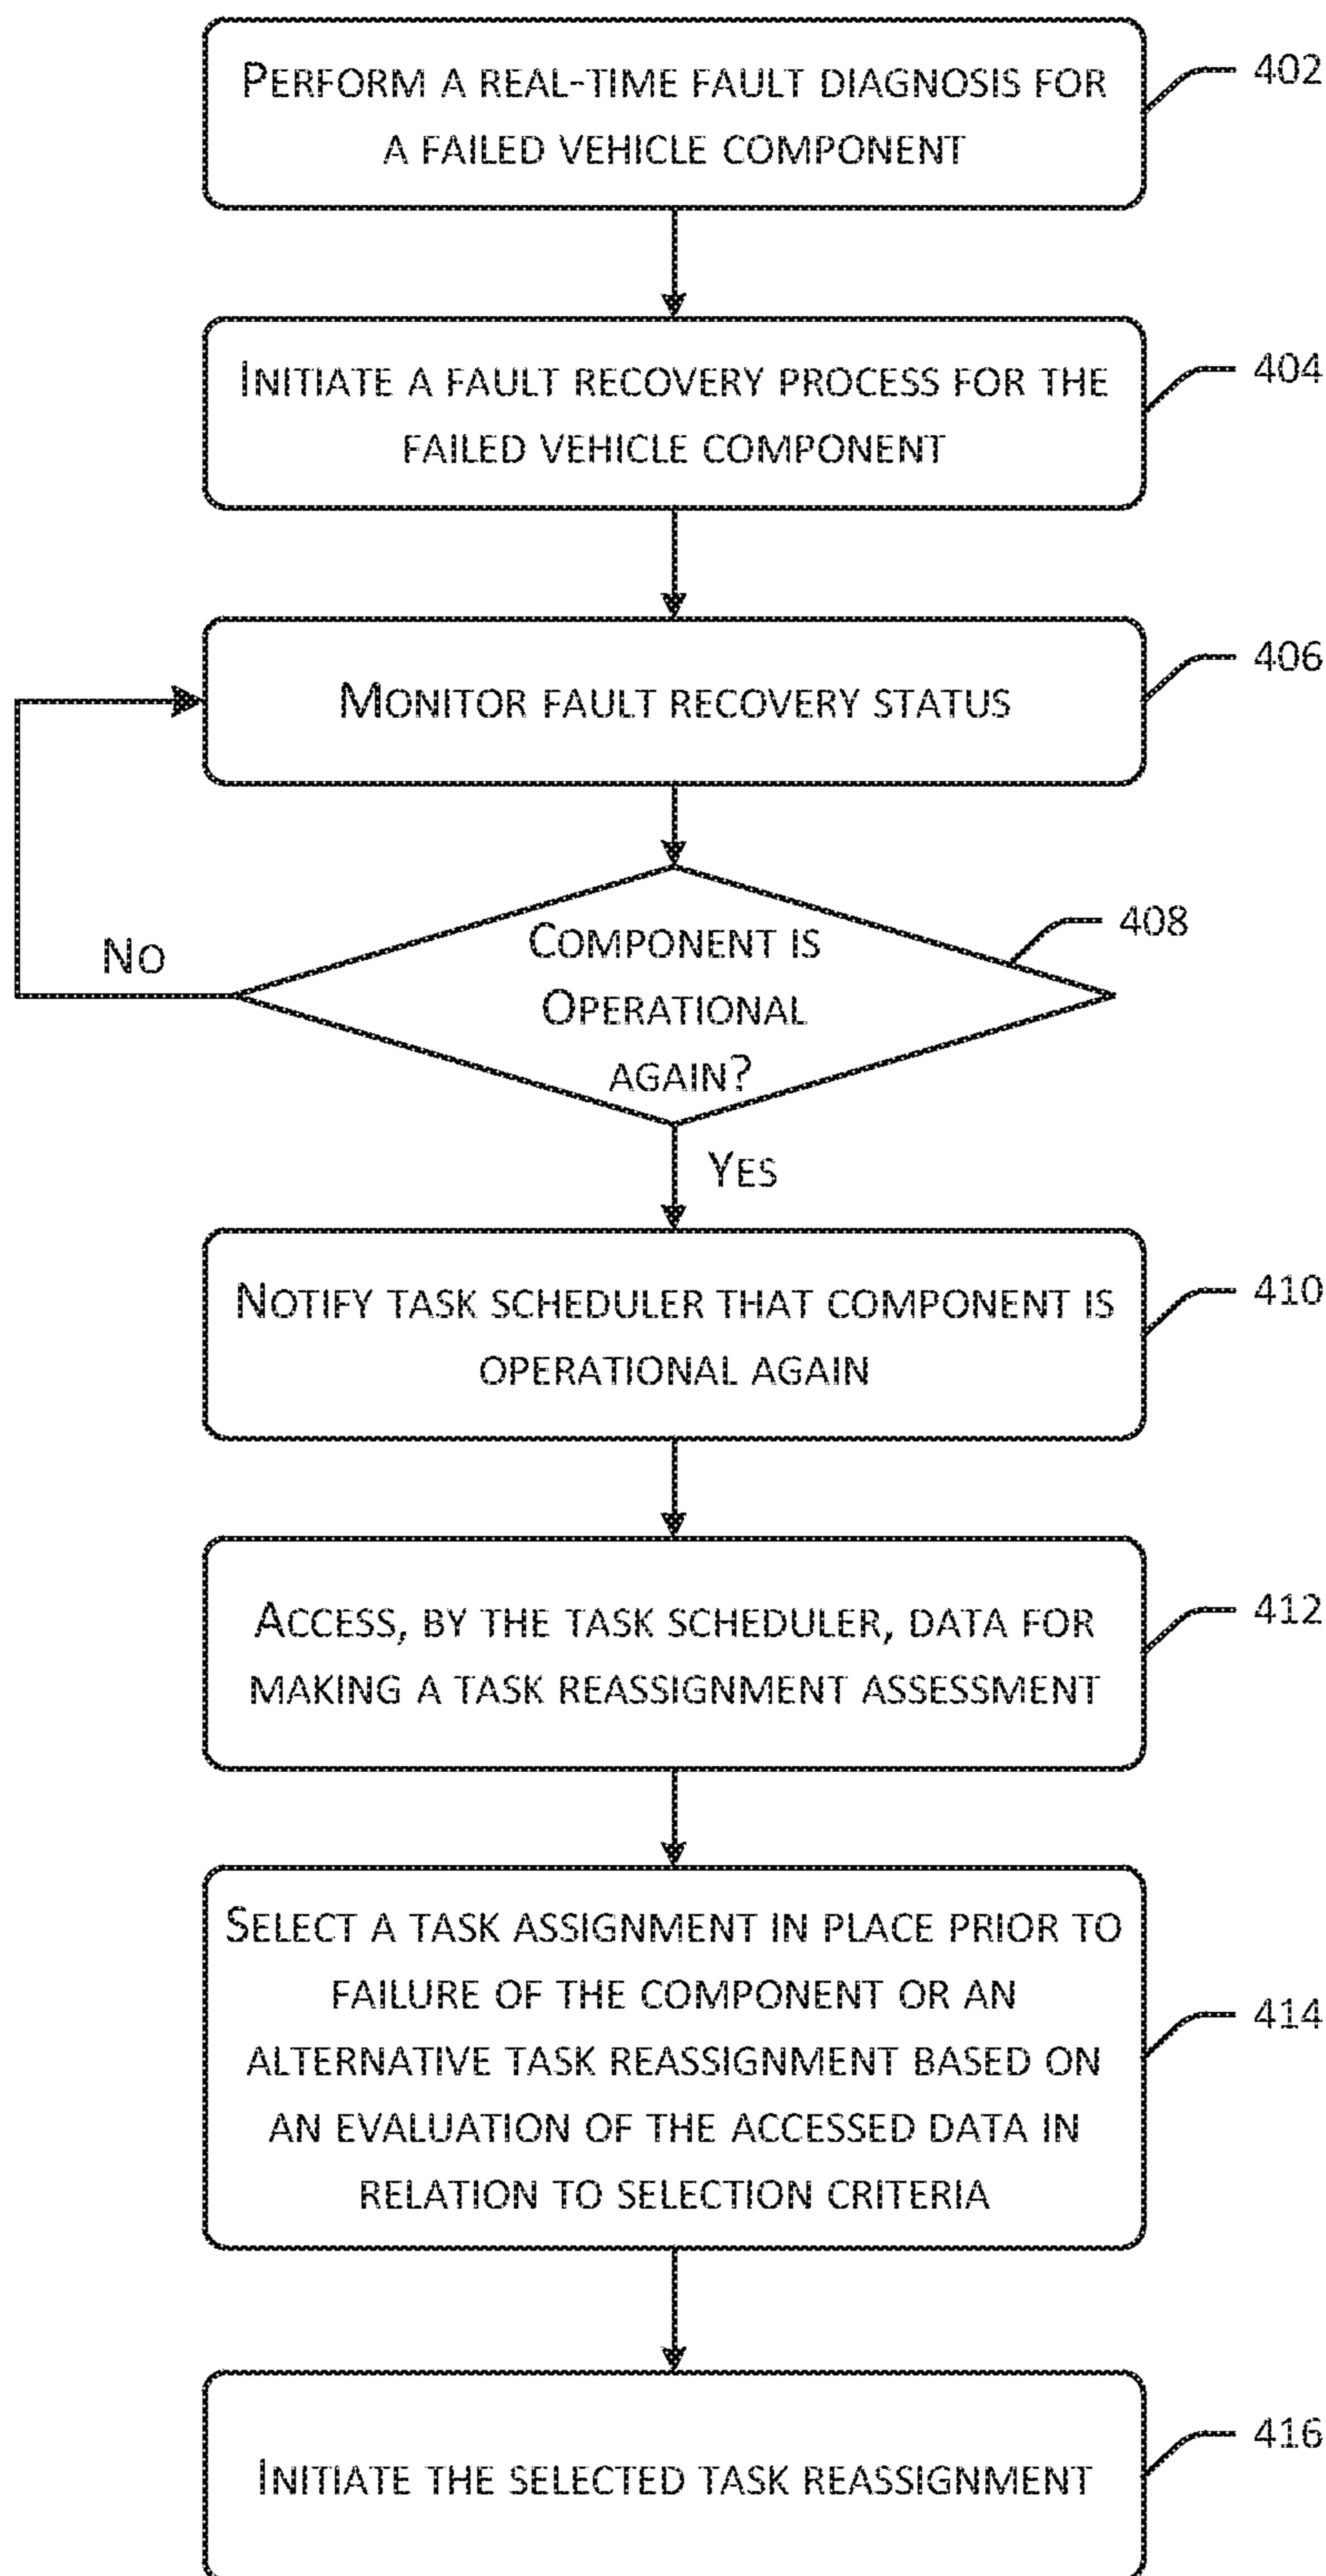 PERFORM A REAL-TIME FAULT DIAGNOSIS FOR
A FAILED VEHICLE COMPONENT
402
INITIATE A FAULT RECOVERY PROCESS FOR THE
FAILED VEHICLE COMPONENT
404
MONITOR FAULT RECOVERY STATUS
406
COMPONENT IS
OPERATIONAL
AGAIN?
408
NO
YES
NOTIFY TASK SCHEDULER THAT COMPONENT IS
OPERATIONAL AGAIN
410
ACCESS, BY THE TASK SCHEDULER, DATA FOR
MAKING A TASK REASSIGNMENT ASSESSMENT
412
SELECT A TASK ASSIGNMENT IN PLACE PRIOR TO
FAILURE OF THE COMPONENT OR AN
ALTERNATIVE TASK REASSIGNMENT BASED ON
AN EVALUATION OF THE ACCESSED DATA IN
RELATION TO SELECTION CRITERIA
414
INITIATE THE SELECTED TASK REASSIGNMENT
416